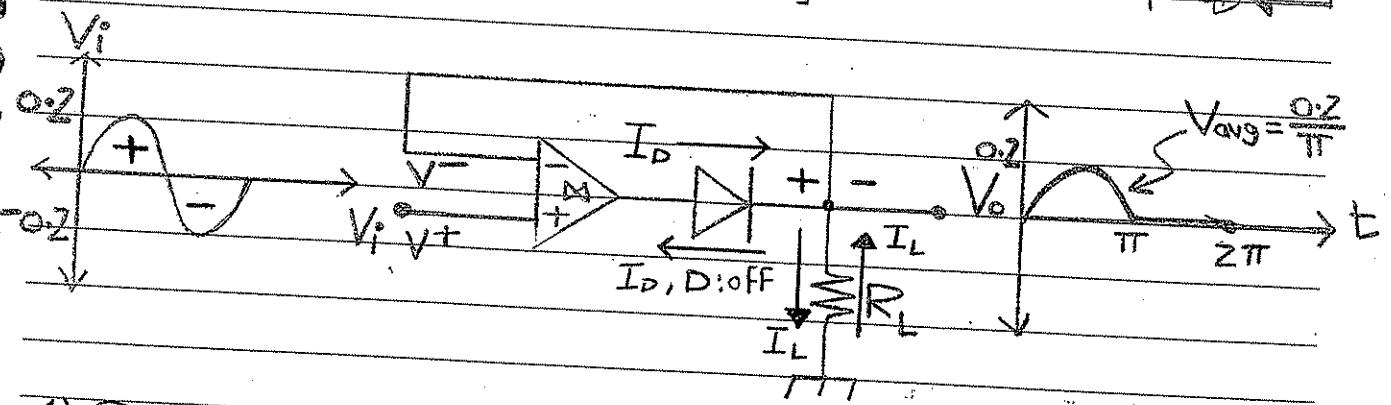 Vi
0.2
+
-
-0.2
V-
Vi
V+
-
+
ID
+ -
ID, D:off
IL
IL
RL
Vo
0.2
Vavg = 0.2/π
π
2π
t